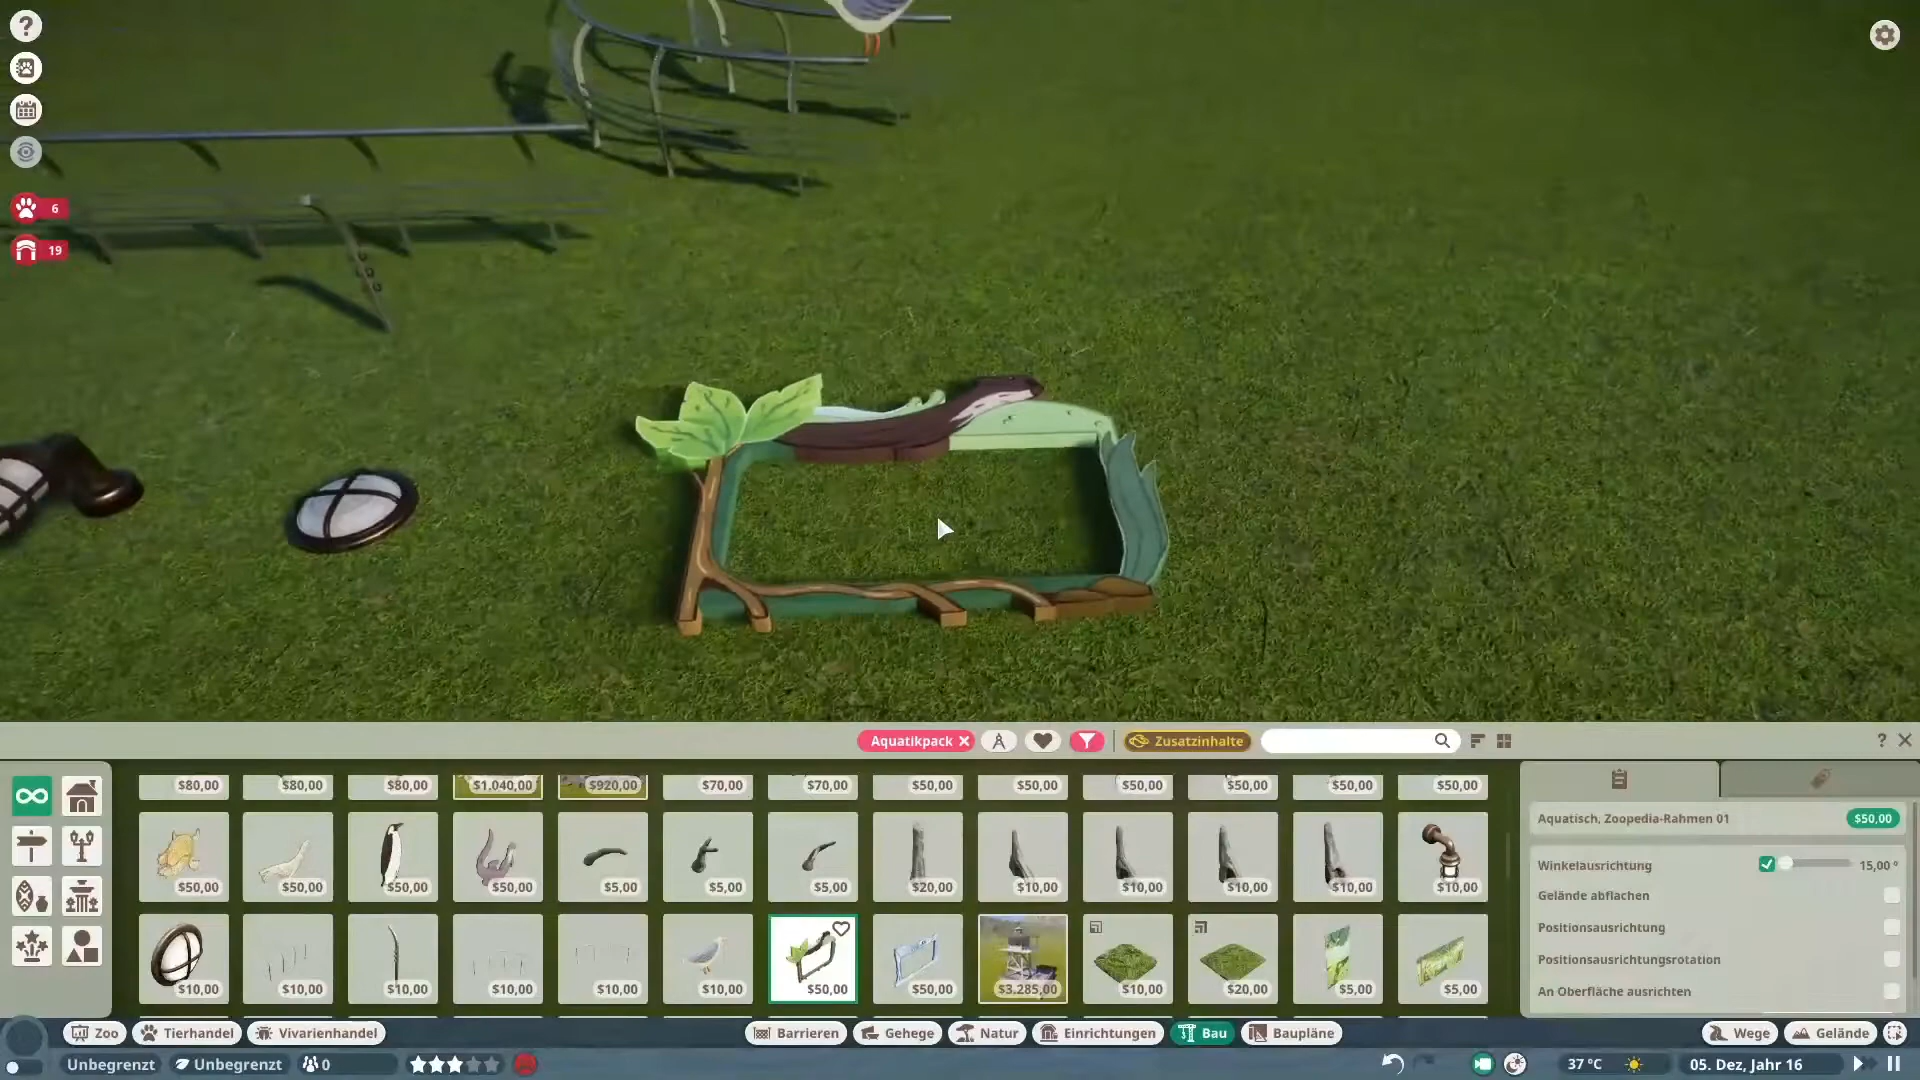 6
19
Aquatikpack
Zusatzinhalte
$80,00 $80,00 $80,00 $1.040,00 $920,00 $70,00 $70,00 $50,00 $50,00 $50,00 $50,00 $50,00 $50,00
$50,00 $50,00 $50,00 $50,00 $5,00 $5,00 $5,00 $20,00 $10,00 $10,00 $10,00 $10,00 $10,00
$10,00 $10,00 $10,00 $10,00 $10,00 $10,00 $50,00 $50,00 $3.285,00 $10,00 $20,00 $5,00 $5,00
Aquatisch, Zoopedia-Rahmen 01 $50,00
Winkelausrichtung 15,00 °
Gelände abflachen
Positionsausrichtung
Positionsausrichtungsrotation
An Oberfläche ausrichten
Zoo Tierhandel Vivarienhandel Barrieren Gehege Natur Einrichtungen Bau Baupläne Wege Gelände
Unbegrenzt Unbegrenzt 0 37 °C 05. Dez, Jahr 16